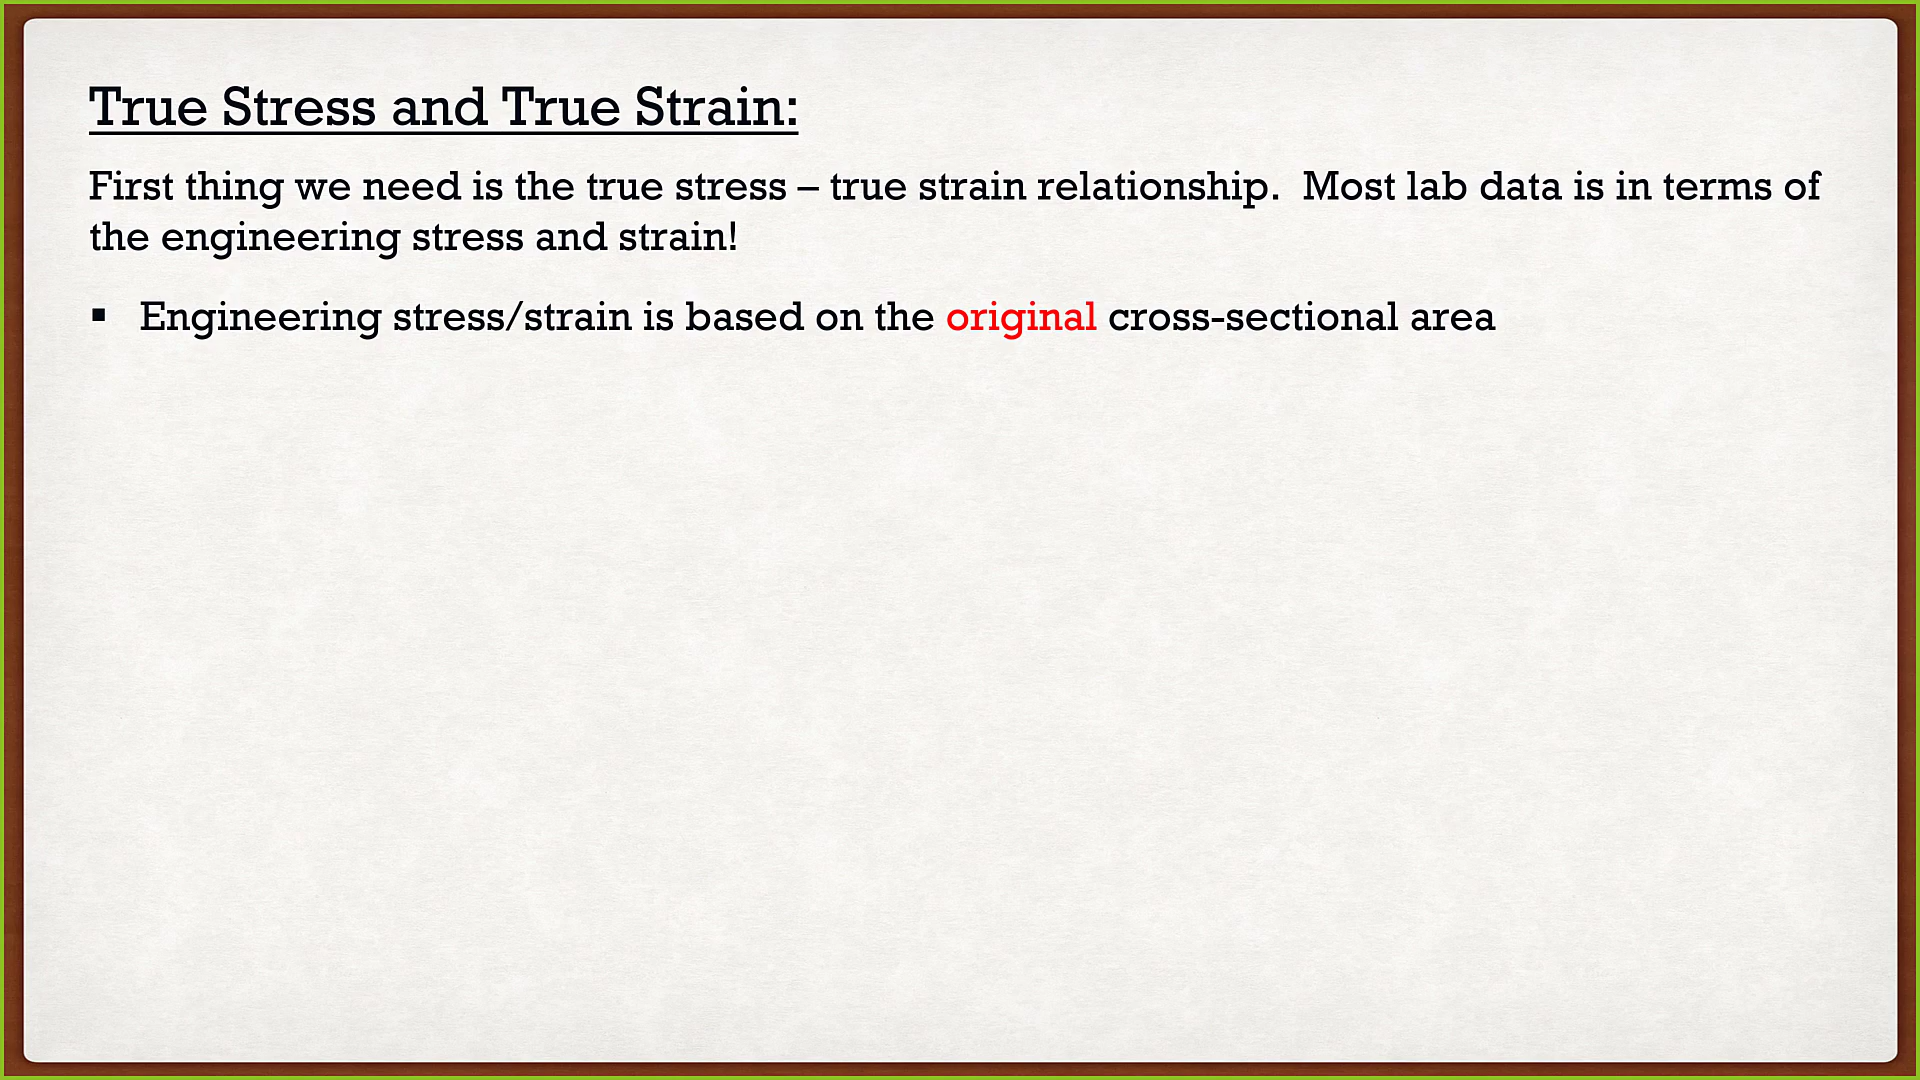 True Stress and True Strain:
First thing we need is the true stress – true strain relationship.  Most lab data is in terms of
the engineering stress and strain!
▪ Engineering stress/strain is based on the original cross-sectional area